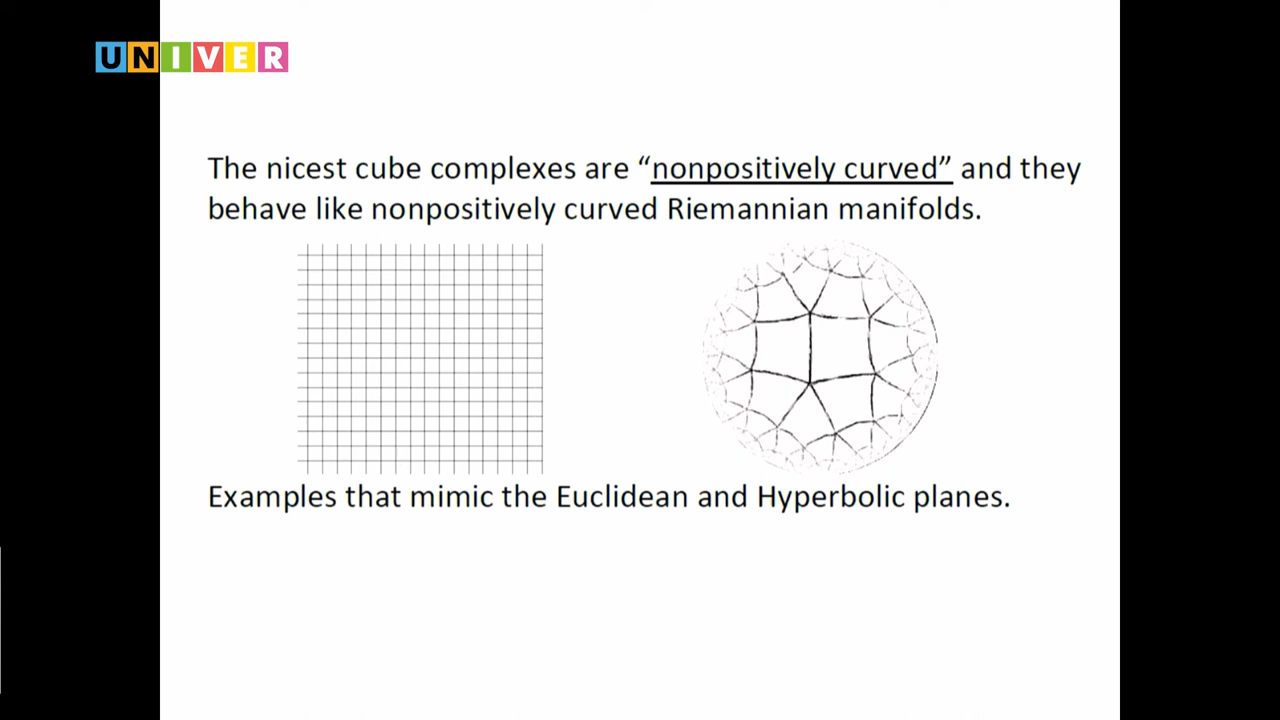 UNIVER
The nicest cube complexes are “nonpositively curved” and they
behave like nonpositively curved Riemannian manifolds.
Examples that mimic the Euclidean and Hyperbolic planes.